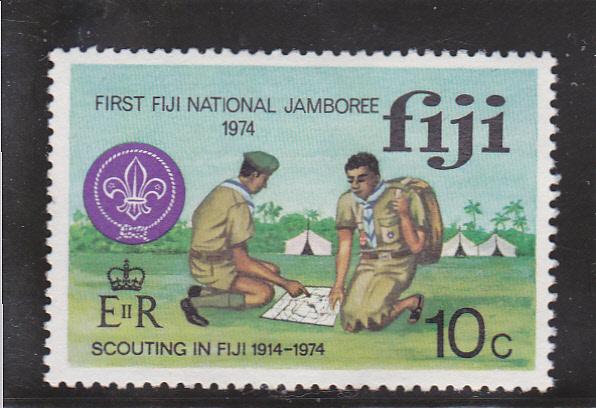 FIRST FIJI NATIONAL JAMBOREE
1974
fiji
EIIR
SCOUTING IN FIJI 1914-1974
10c